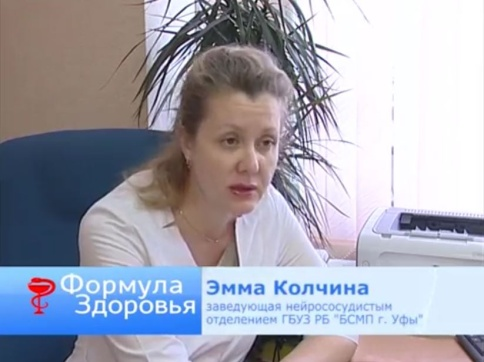 Формула
Здоровья
Эмма Колчина
заведующая нейрососудистым
отделением ГБУЗ РБ "БСМП г. Уфы"